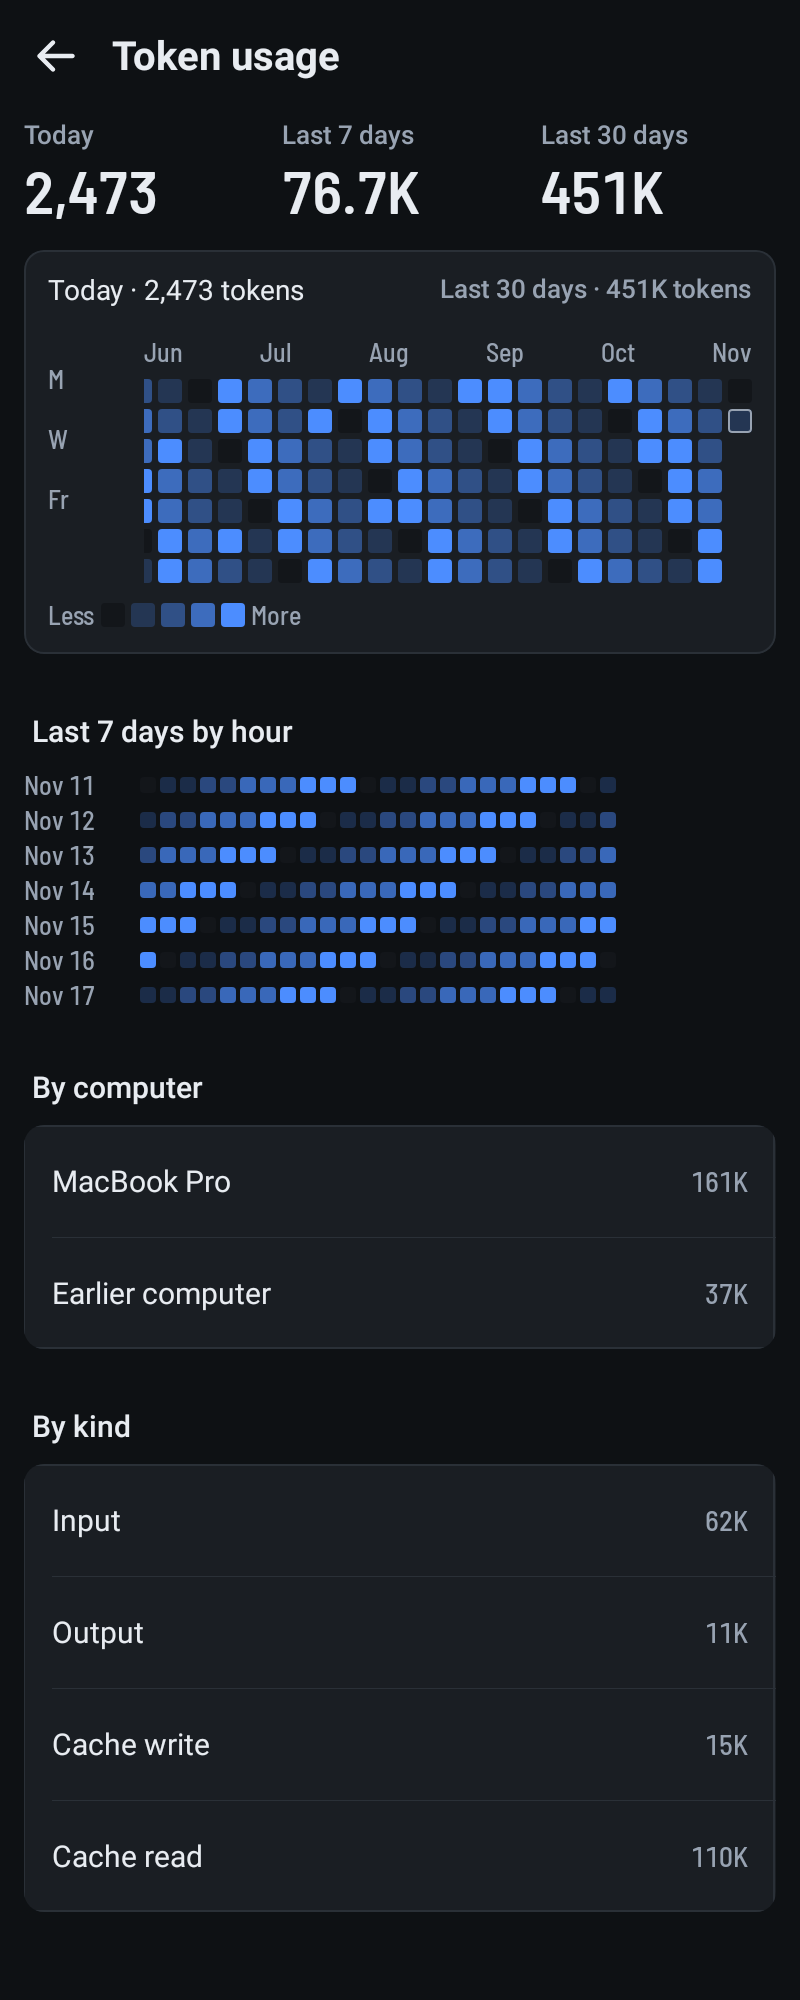 Token usage
Today Last 7 days Last 30 days
2,473 76.7K 451K
Today · 2,473 tokens Last 30 days · 451K tokens
Jun Jul Aug Sep Oct Nov
M
W
Fr
Less More
Last 7 days by hour
Nov 11
Nov 12
Nov 13
Nov 14
Nov 15
Nov 16
Nov 17
By computer
MacBook Pro 161K
Earlier computer 37K
By kind
Input 62K
Output 11K
Cache write 15K
Cache read 110K